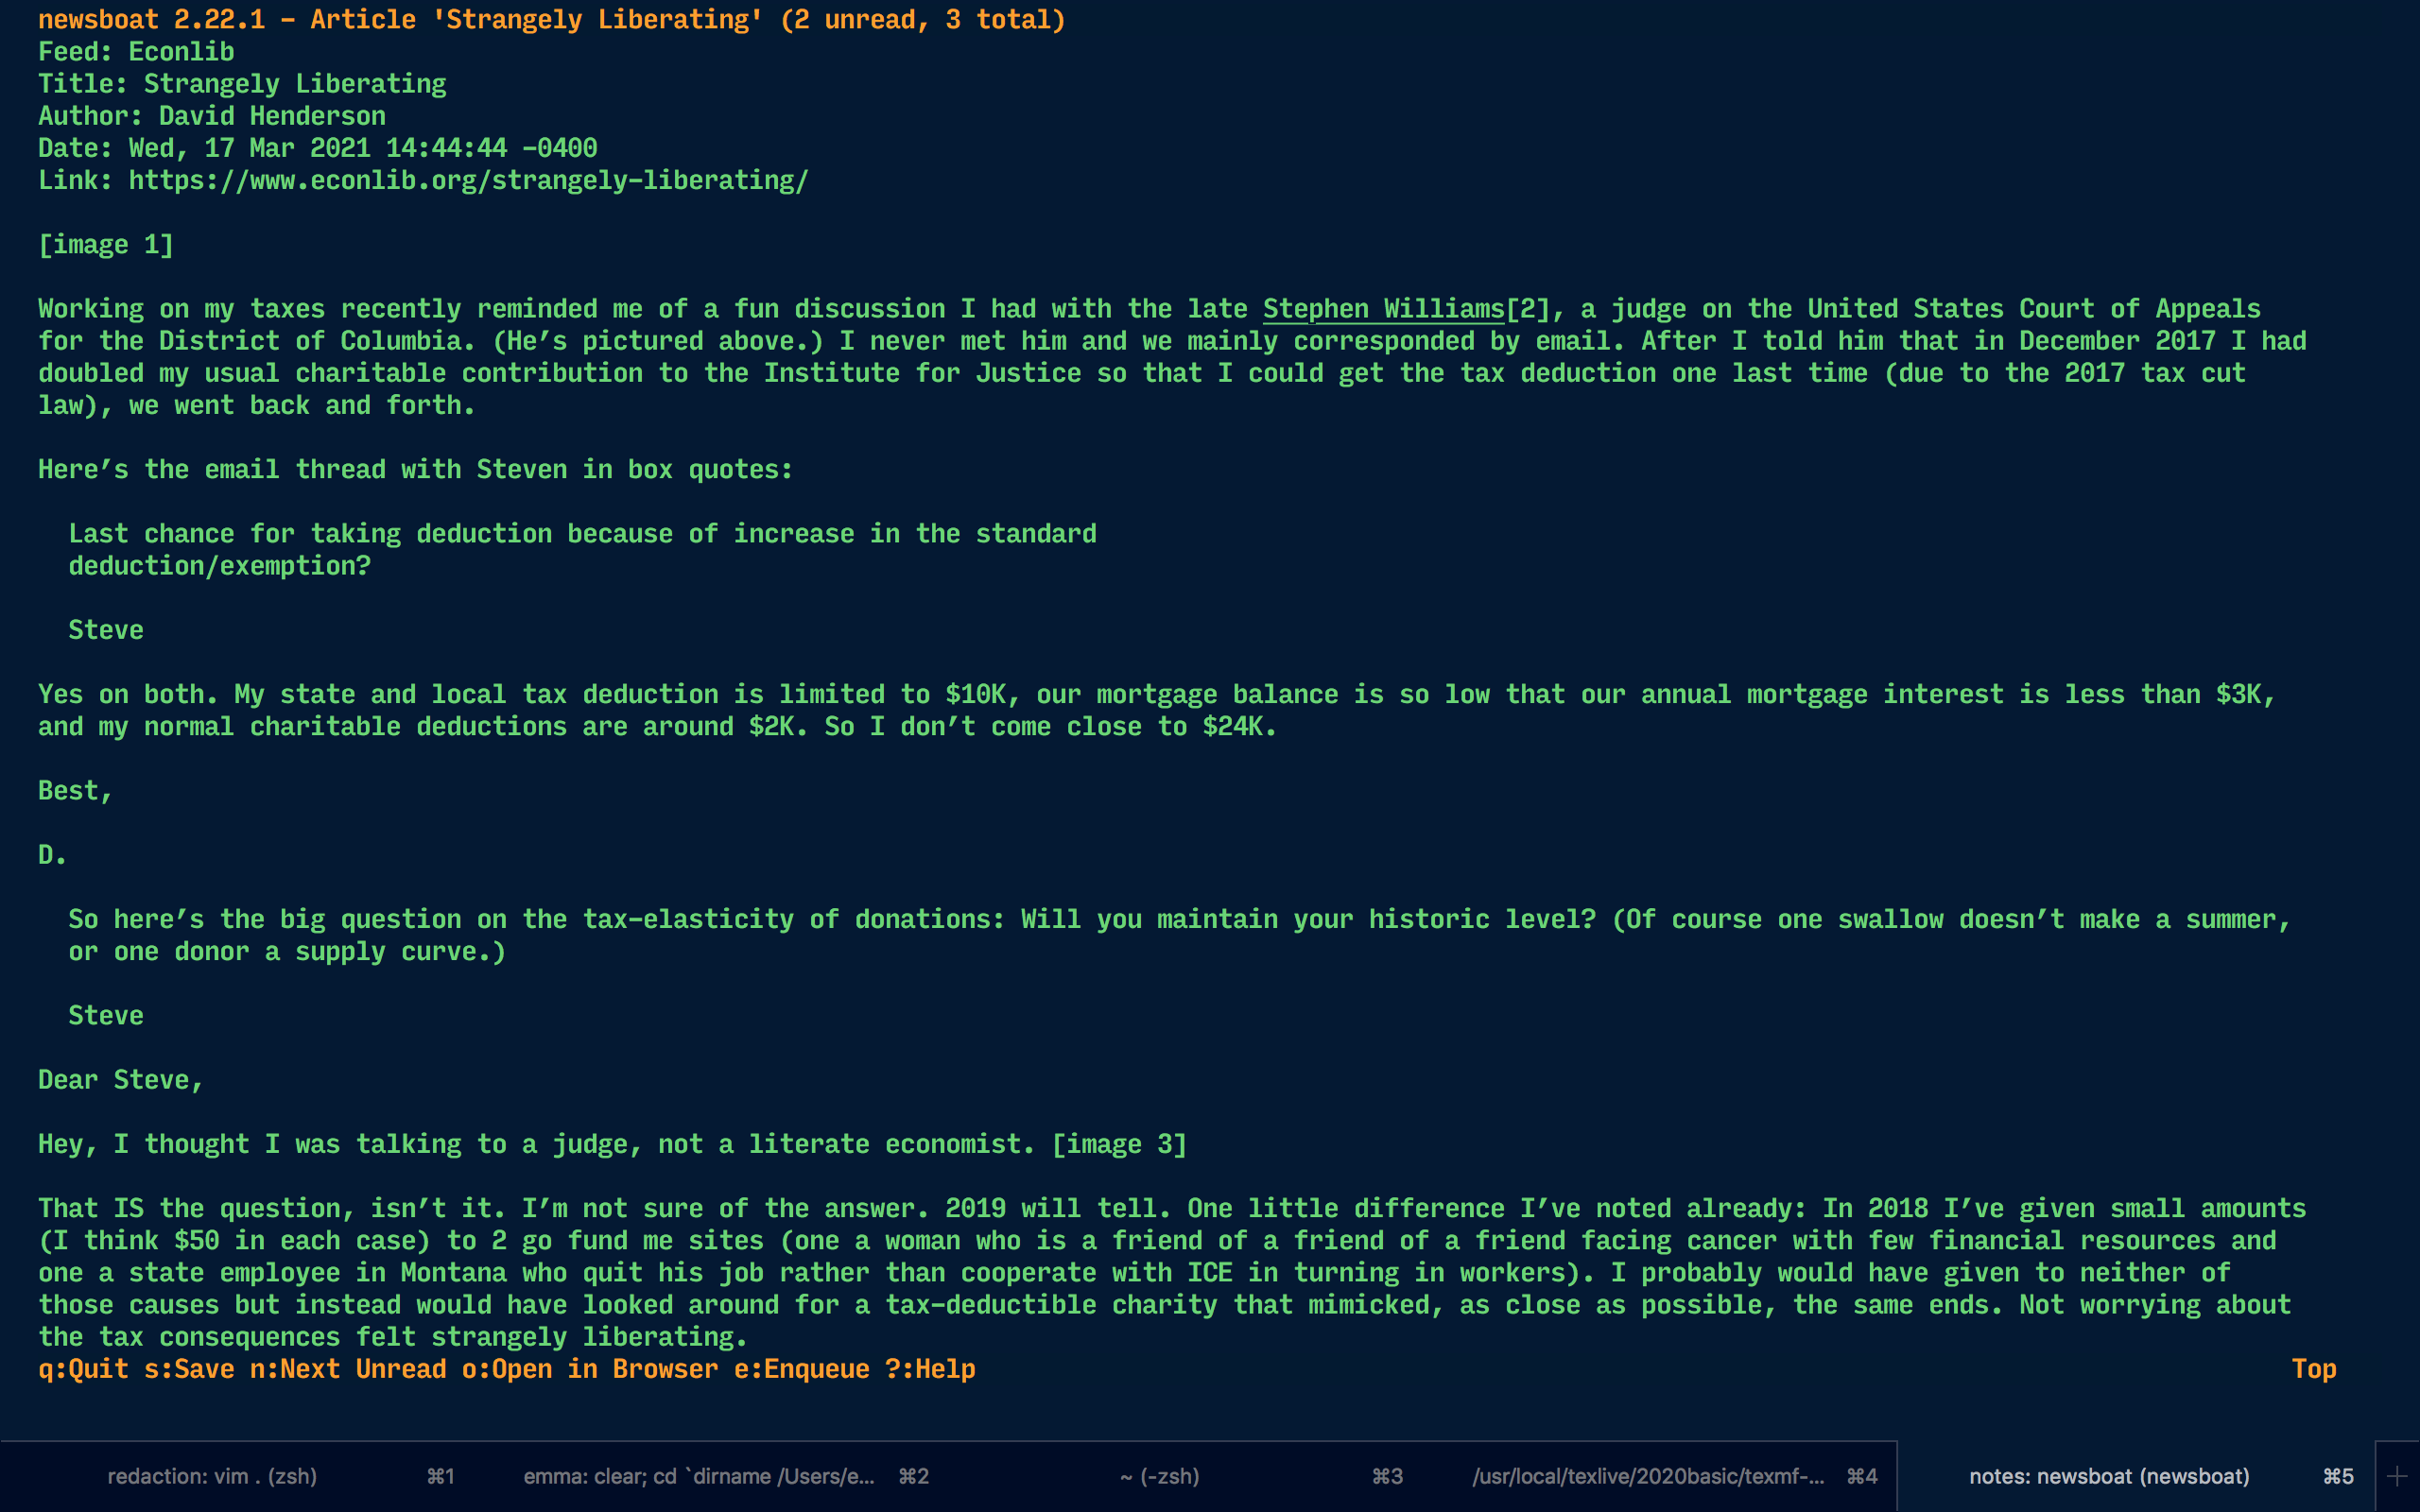 newsboat 2.22.1 - Article 'Strangely Liberating' (2 unread, 3 total)
Feed: Econlib
Title: Strangely Liberating
Author: David Henderson
Date: Wed, 17 Mar 2021 14:44:44 -0400
Link: https://www.econlib.org/strangely-liberating/
[image 1]
Working on my taxes recently reminded me of a fun discussion I had with the late Stephen Williams[2], a judge on the United States Court of Appeals
for the District of Columbia. (He’s pictured above.) I never met him and we mainly corresponded by email. After I told him that in December 2017 I had
doubled my usual charitable contribution to the Institute for Justice so that I could get the tax deduction one last time (due to the 2017 tax cut
law), we went back and forth.
Here’s the email thread with Steven in box quotes:
Last chance for taking deduction because of increase in the standard
deduction/exemption?
Steve
Yes on both. My state and local tax deduction is limited to $10K, our mortgage balance is so low that our annual mortgage interest is less than $3K,
and my normal charitable deductions are around $2K. So I don’t come close to $24K.
Best,
D.
So here’s the big question on the tax-elasticity of donations: Will you maintain your historic level? (Of course one swallow doesn’t make a summer,
or one donor a supply curve.)
Steve
Dear Steve,
Hey, I thought I was talking to a judge, not a literate economist. [image 3]
That IS the question, isn’t it. I’m not sure of the answer. 2019 will tell. One little difference I’ve noted already: In 2018 I’ve given small amounts
(I think $50 in each case) to 2 go fund me sites (one a woman who is a friend of a friend of a friend facing cancer with few financial resources and
one a state employee in Montana who quit his job rather than cooperate with ICE in turning in workers). I probably would have given to neither of
those causes but instead would have looked around for a tax-deductible charity that mimicked, as close as possible, the same ends. Not worrying about
the tax consequences felt strangely liberating.
q:Quit s:Save n:Next Unread o:Open in Browser e:Enqueue ?:Help Top
redaction: vim . (zsh) ⌘1 emma: clear; cd `dirname /Users/e... ⌘2 ~ (-zsh) ⌘3 /usr/local/texlive/2020basic/texmf-... ⌘4 notes: newsboat (newsboat) ⌘5 +